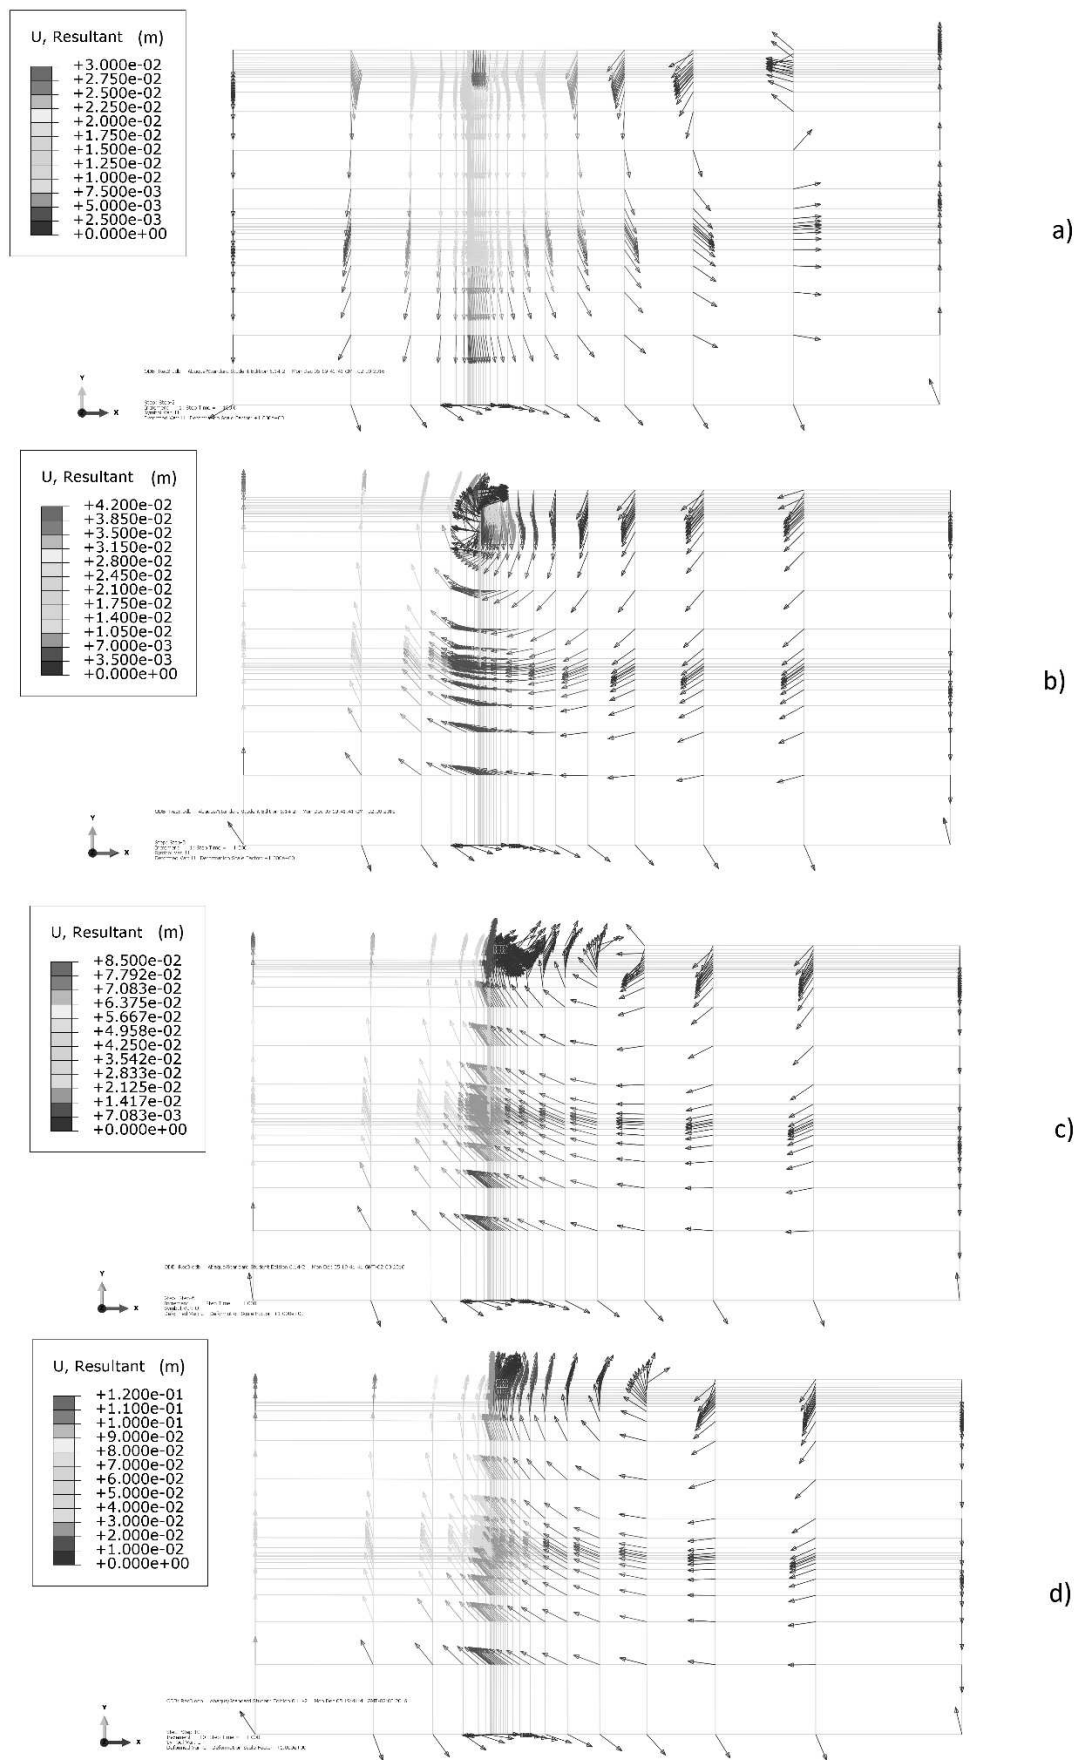 U, Resultant (m)
+3.000e-02
+2.750e-02
+2.500e-02
+2.250e-02
+2.000e-02
+1.750e-02
+1.500e-02
+1.250e-02
+1.000e-02
+7.500e-03
+5.000e-03
+2.500e-03
+0.000e+00
a)
Y
X
U, Resultant (m)
+4.200e-02
+3.850e-02
+3.500e-02
+3.150e-02
+2.800e-02
+2.450e-02
+2.100e-02
+1.750e-02
+1.400e-02
+1.050e-02
+7.000e-03
+3.500e-03
+0.000e+00
b)
Y
X
U, Resultant (m)
+8.500e-02
+7.792e-02
+7.083e-02
+6.375e-02
+5.667e-02
+4.958e-02
+4.250e-02
+3.542e-02
+2.833e-02
+2.125e-02
+1.417e-02
+7.083e-03
+0.000e+00
c)
Y
X
U, Resultant (m)
+1.200e-01
+1.100e-01
+1.000e-01
+9.000e-02
+8.000e-02
+7.000e-02
+6.000e-02
+5.000e-02
+4.000e-02
+3.000e-02
+2.000e-02
+1.000e-02
+0.000e+00
d)
Y
X